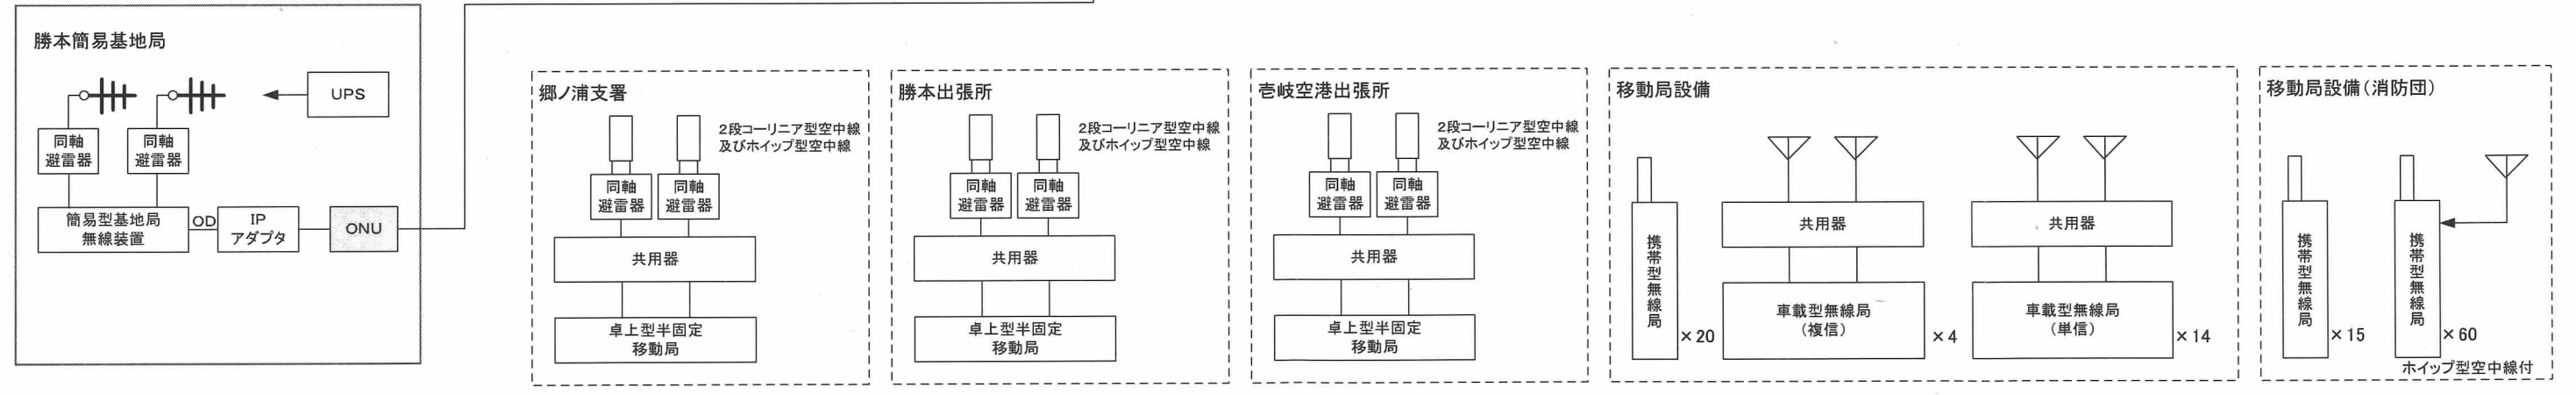 勝本簡易基地局
UPS
同軸
避雷器
同軸
避雷器
簡易型基地局
無線装置
OD
IP
アダプタ
ONU
郷ノ浦支署
2段コーリニア型空中線
及びホイップ型空中線
同軸
避雷器
同軸
避雷器
共用器
卓上型半固定
移動局
勝本出張所
2段コーリニア型空中線
及びホイップ型空中線
同軸
避雷器
同軸
避雷器
共用器
卓上型半固定
移動局
壱岐空港出張所
2段コーリニア型空中線
及びホイップ型空中線
同軸
避雷器
同軸
避雷器
共用器
卓上型半固定
移動局
移動局設備
携帯型無線局
×20
共用器
車載型無線局
(複信)
×4
共用器
車載型無線局
(単信)
×14
移動局設備(消防団)
携帯型無線局
×15
携帯型無線局
×60
ホイップ型空中線付